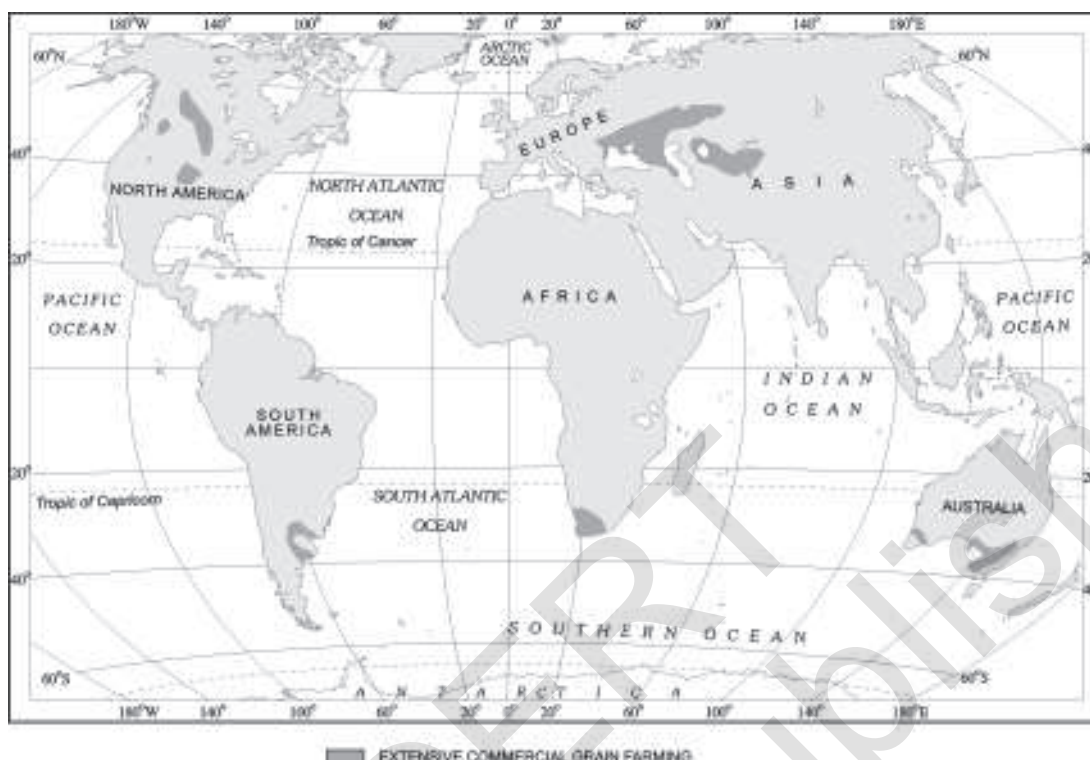 180°W 140° 100° 60° 20° 0° 20° 60° 100° 140° 180°E
60°N ARCTIC OCEAN 60°N
EUROPE
40°
ASIA
NORTH AMERICA
NORTH ATLANTIC
OCEAN
Tropic of Cancer
20°
PACIFIC
OCEAN
AFRICA
PACIFIC
OCEAN
INDIAN
OCEAN
SOUTH
AMERICA
20°
Tropic of Capricorn
SOUTH ATLANTIC
OCEAN
AUSTRALIA
40°
SOUTHERN OCEAN
60°S ANTARCTICA 60°S
180°W 140° 100° 60° 20° 0° 20° 60° 100° 140° 180°E
EXTENSIVE COMMERCIAL GRAIN FARMING